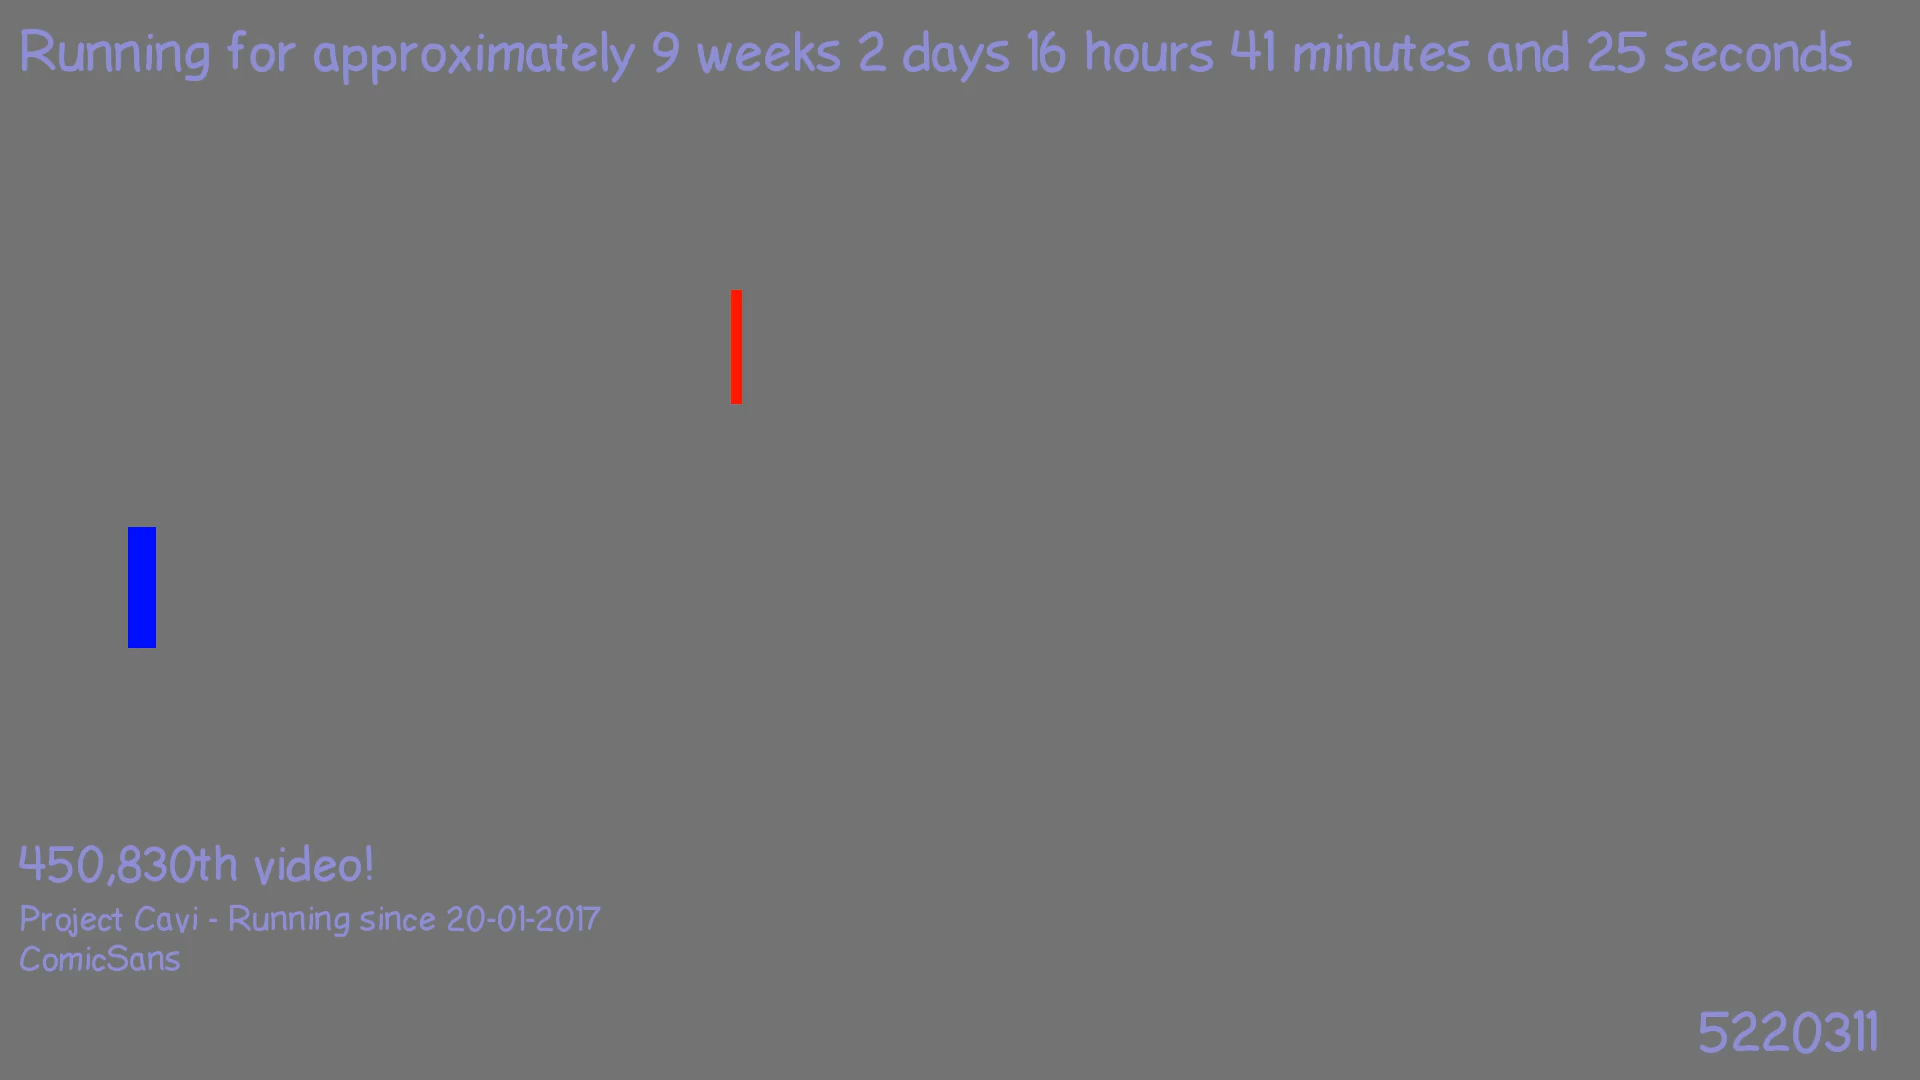 Running for approximately 9 weeks 2 days 16 hours 41 minutes and 25 seconds
450,830th video!
Project Cavi - Running since 20-01-2017
ComicSans
5220311